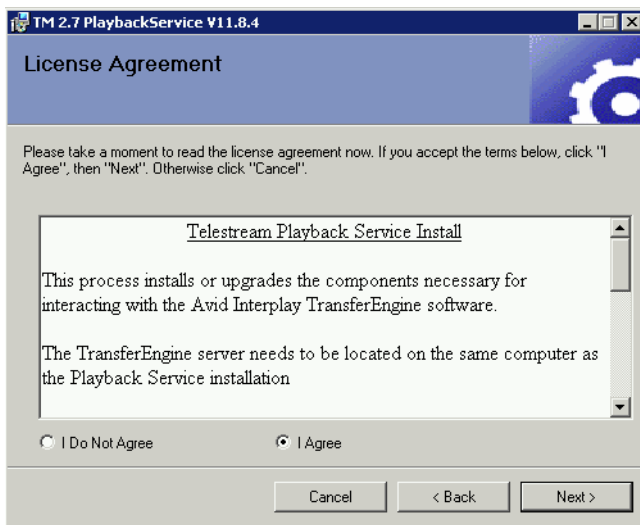 TM 2.7 PlaybackService V11.8.4
License Agreement
Please take a moment to read the license agreement now. If you accept the terms below, click "I
Agree", then "Next". Otherwise click "Cancel".
Telestream Playback Service Install
This process installs or upgrades the components necessary for
interacting with the Avid Interplay TransferEngine software.
The TransferEngine server needs to be located on the same computer as
the Playback Service installation
I Do Not Agree
I Agree
Cancel
< Back
Next >